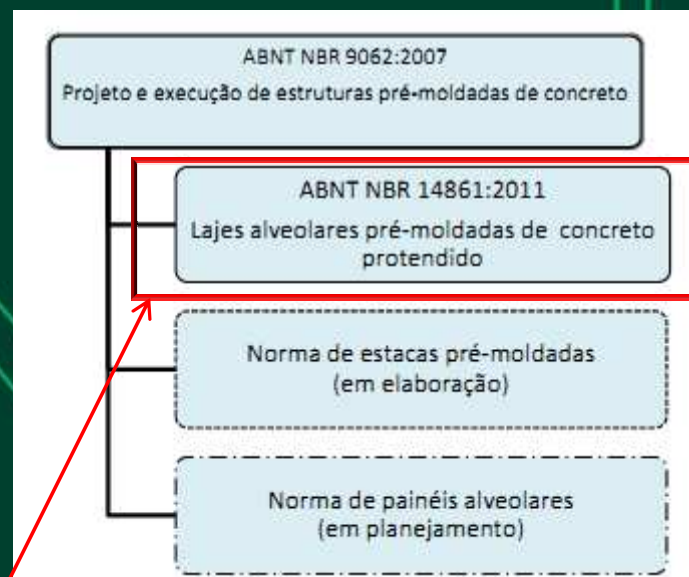 ABNT NBR 9062:2007
Projeto e execução de estruturas pré-moldadas de concreto
ABNT NBR 14861:2011
Lajes alveolares pré-moldadas de concreto
protendido
Norma de estacas pré-moldadas
(em elaboração)
Norma de painéis alveolares
(em planejamento)